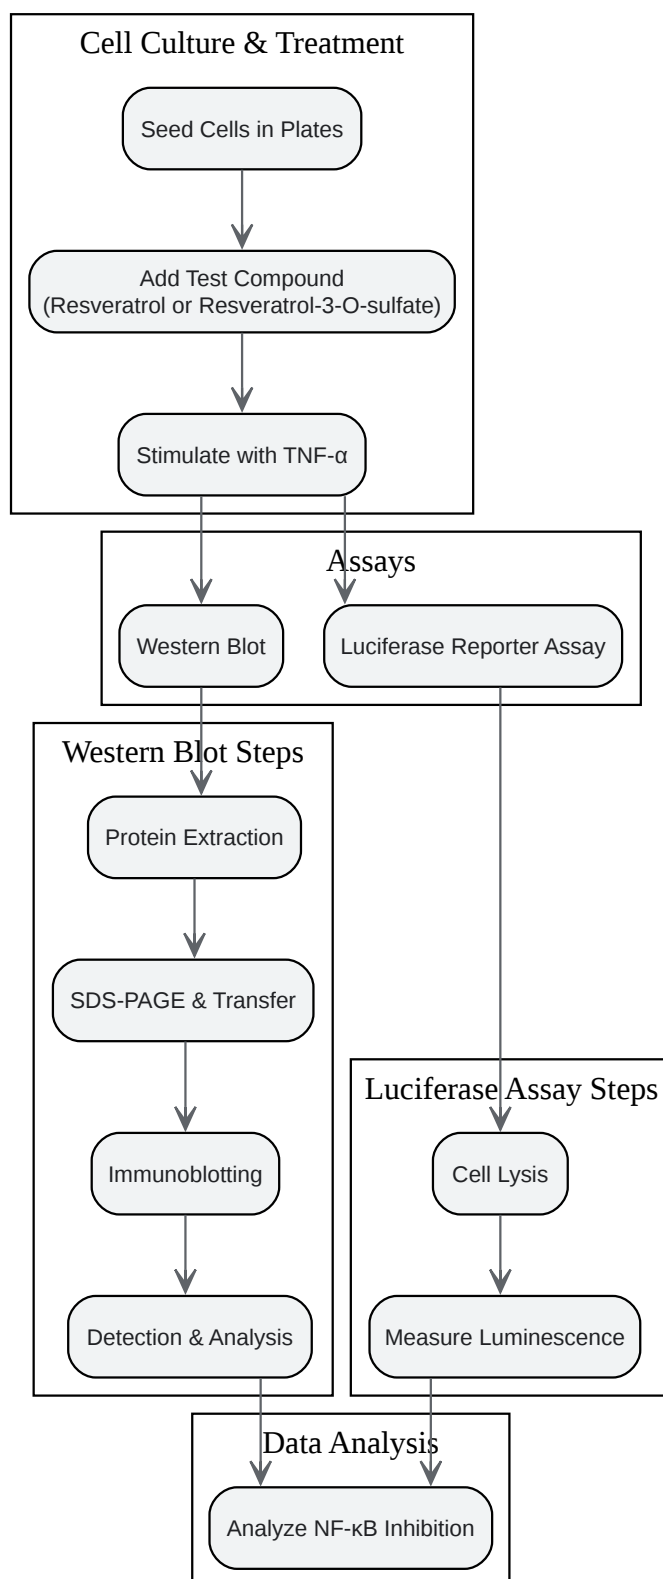 Cell Culture & Treatment
Seed Cells in Plates
Add Test Compound
(Resveratrol or Resveratrol-3-O-sulfate)
Stimulate with TNF-α
Assays
Western Blot
Luciferase Reporter Assay
Western Blot Steps
Protein Extraction
SDS-PAGE & Transfer
Immunoblotting
Detection & Analysis
Luciferase Assay Steps
Cell Lysis
Measure Luminescence
Data Analysis
Analyze NF-κB Inhibition